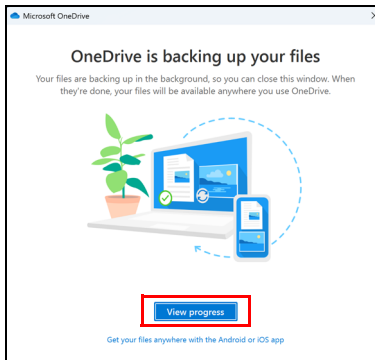 Microsoft OneDrive
OneDrive is backing up your files
Your files are backing up in the background, so you can close this window. When
they're done, your files will be available anywhere you use OneDrive.
View progress
Get your files anywhere with the Android or iOS app